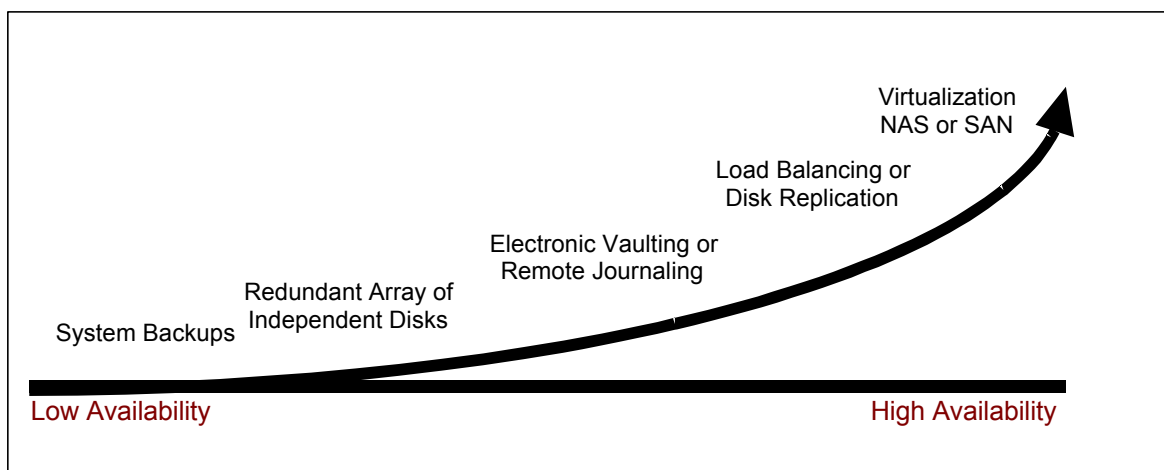 Virtualization
NAS or SAN
Load Balancing or
Disk Replication
Electronic Vaulting or
Remote Journaling
Redundant Array of
Independent Disks
System Backups
Low Availability
High Availability